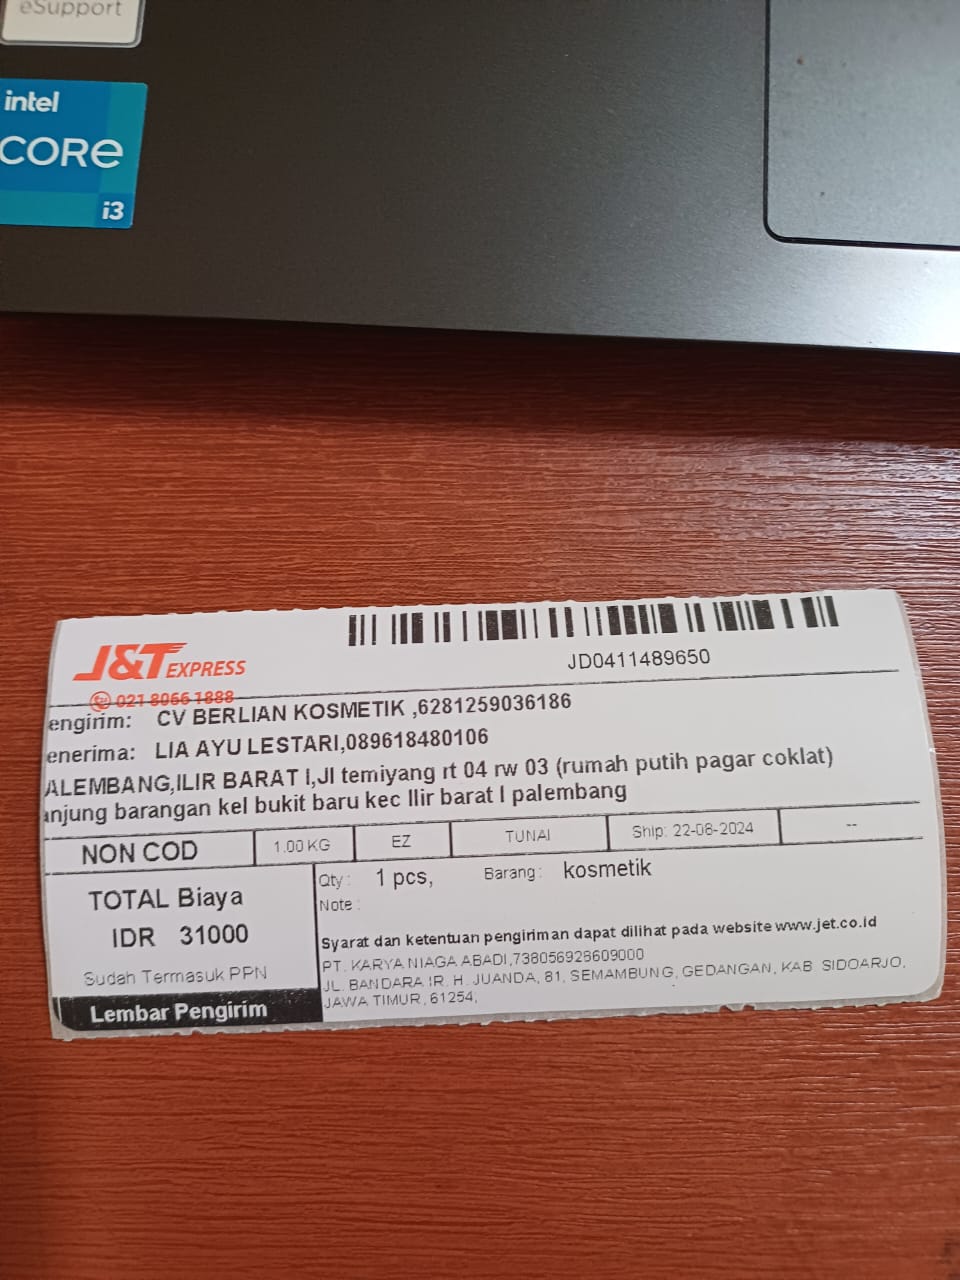 eSupport
intel
CORe
i3
J&T EXPRESS
JD0411489650
021 8066 1888
engirim: CV BERLIAN KOSMETIK ,6281259036186
enerima: LIA AYU LESTARI,089618480106
ALEMBANG,ILIR BARAT I,Jl temiyang rt 04 rw 03 (rumah putih pagar coklat)
anjung barangan kel bukit baru kec Ilir barat I palembang
NON COD 1.00 KG EZ TUNAI Ship: 22-08-2024 --
TOTAL Biaya
IDR 31000
Sudah Termasuk PPN
Lembar Pengirim
Qty : 1 pcs, Barang : kosmetik
Note :
Syarat dan ketentuan pengiriman dapat dilihat pada website www.jet.co.id
PT. KARYA NIAGA ABADI,738056928609000
JL. BANDARA IR. H. JUANDA, 81, SEMAMBUNG, GEDANGAN, KAB SIDOARJO,
JAWA TIMUR, 61254,